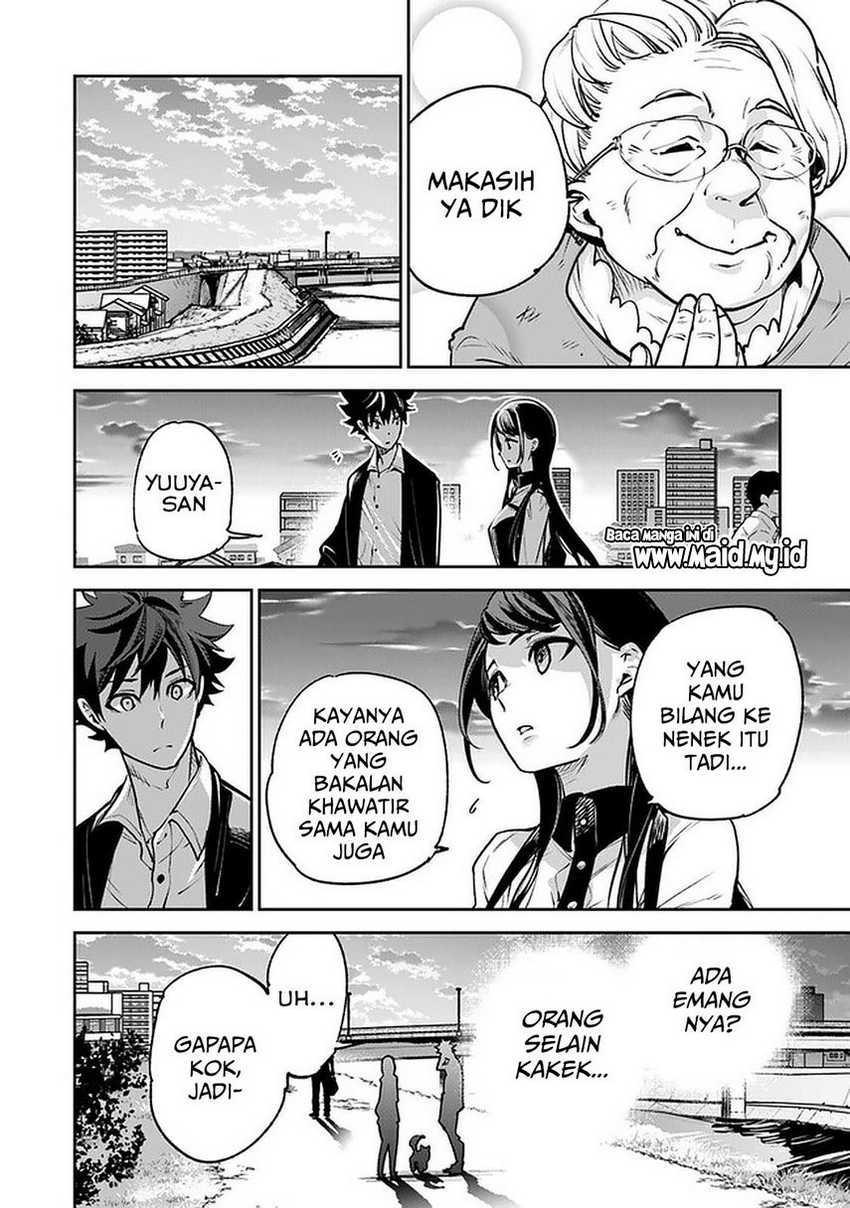 MAKASIH
YA DIK
YUUYA-
SAN
Baca Manga ini di
www.Maid.My.id
YANG
KAMU
BILANG KE
NENEK ITU
TADI...
KAYANYA
ADA ORANG
YANG
BAKALAN
KHAWATIR
SAMA KAMU
JUGA
ADA
EMANG
NYA?
ORANG
SELAIN
KAKEK...
UH...
GAPAPA
KOK,
JADI-